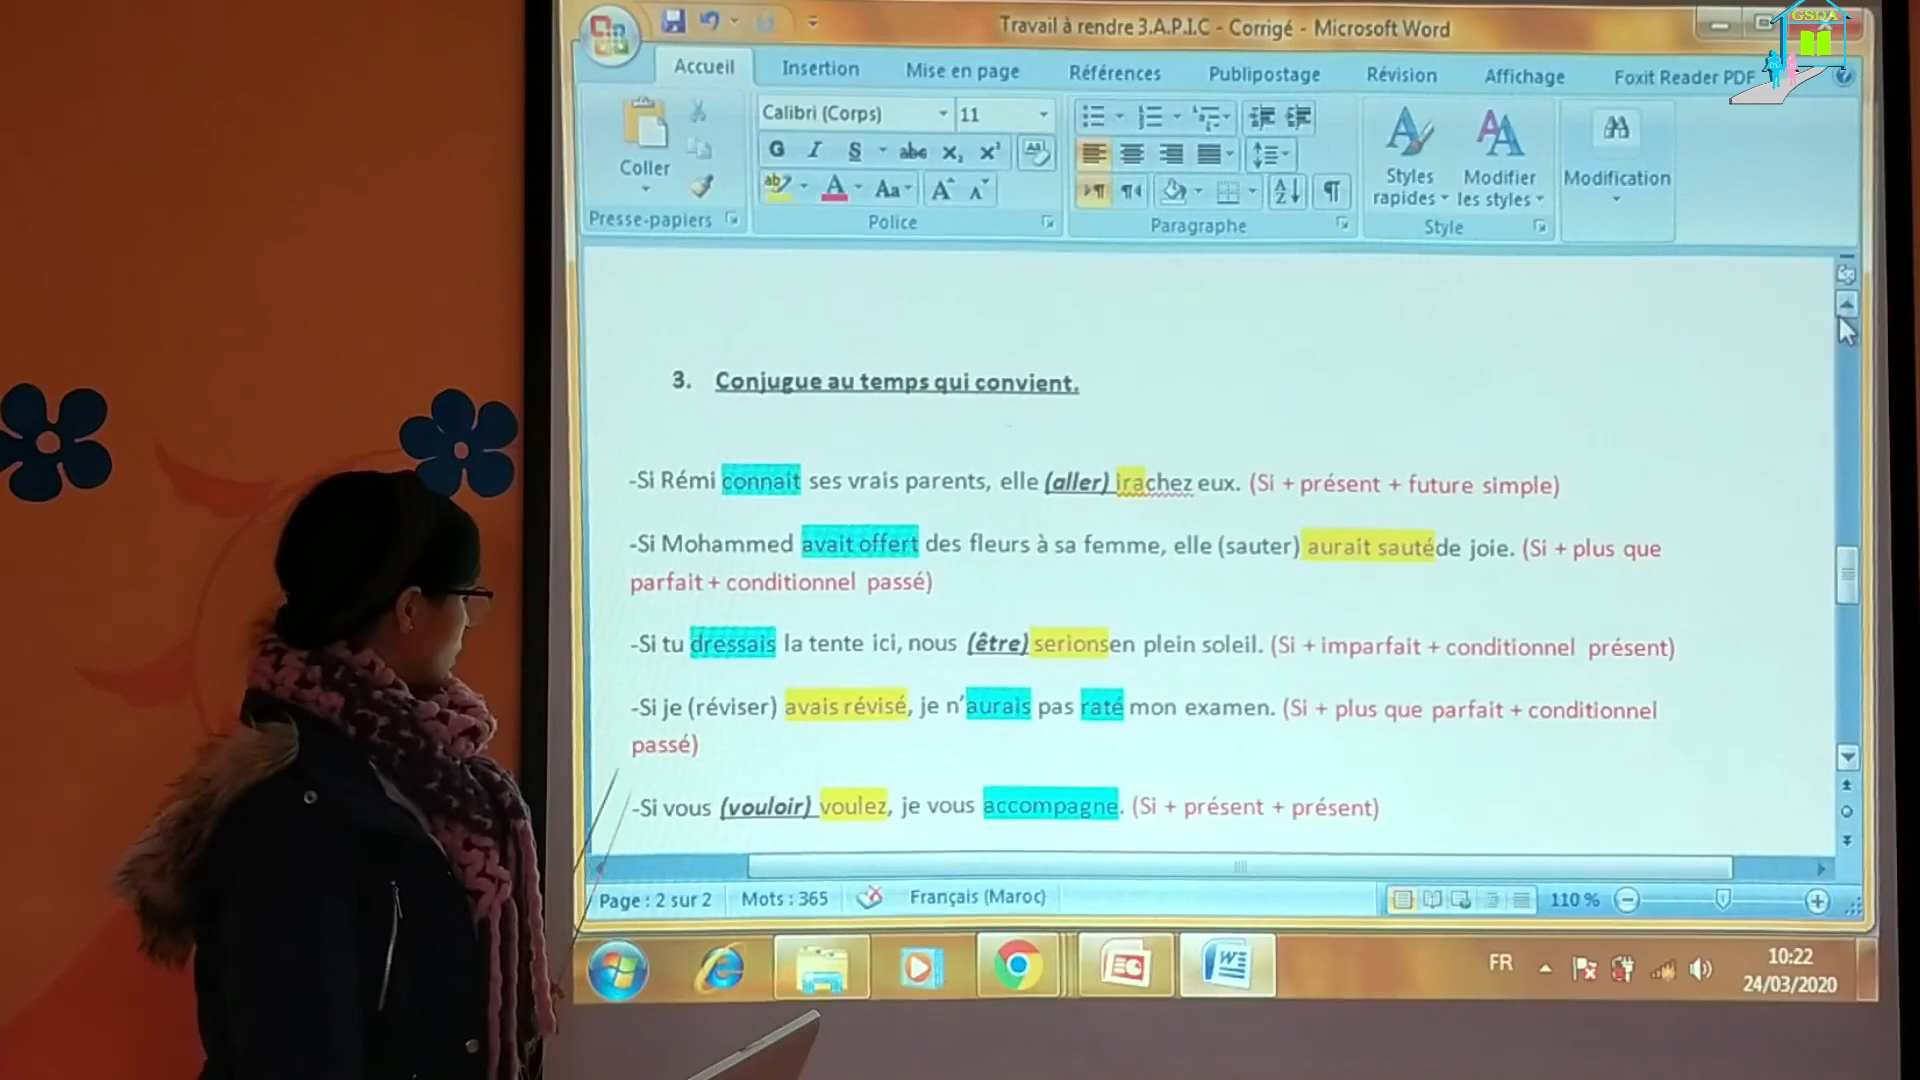 Travail à rendre 3.A.P.I.C - Corrigé - Microsoft Word
GSDA
Accueil Insertion Mise en page Références Publipostage Révision Affichage Foxit Reader PDF
Calibri (Corps) 11
Coller
G I S abc X₂ X²
ab A Aa A A
Styles rapides
Modifier les styles
Modification
Presse-papiers Police Paragraphe Style
3. Conjugue au temps qui convient.
-Si Rémi connait ses vrais parents, elle (aller) irachez eux. (Si + présent + future simple)
-Si Mohammed avait offert des fleurs à sa femme, elle (sauter) aurait sautéde joie. (Si + plus que
parfait + conditionnel passé)
-Si tu dressais la tente ici, nous (être) serionsen plein soleil. (Si + imparfait + conditionnel présent)
-Si je (réviser) avais révisé, je n'aurais pas raté mon examen. (Si + plus que parfait + conditionnel
passé)
-Si vous (vouloir) voulez, je vous accompagne. (Si + présent + présent)
Page : 2 sur 2 Mots : 365 Français (Maroc) 110 %
FR 10:22
24/03/2020